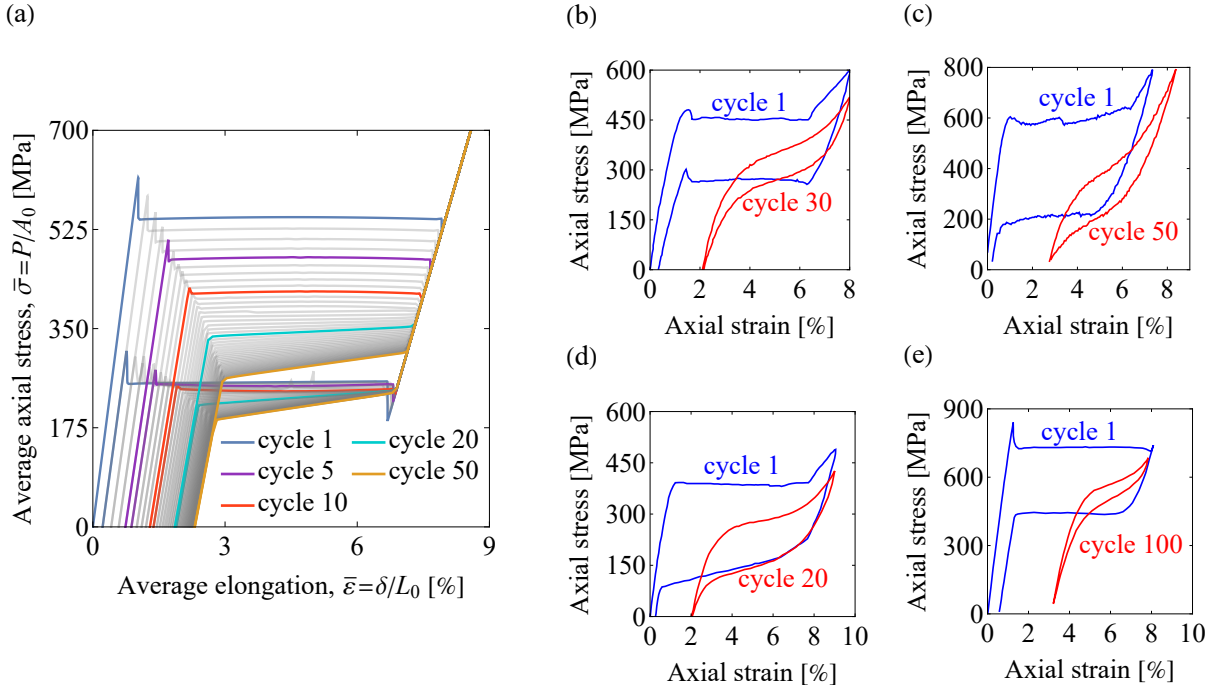 (a)
Average axial stress, σ̄=P/A₀ [MPa]
700
525
350
175
0
0 3 6 9
cycle 1
cycle 5
cycle 10
cycle 20
cycle 50
Average elongation, ε̄=δ/L₀ [%]
(b)
Axial stress [MPa]
600
450
300
150
0
0 2 4 6 8
cycle 1
cycle 30
Axial strain [%]
(c)
Axial stress [MPa]
800
600
400
200
0
0 2 4 6 8
cycle 1
cycle 50
Axial strain [%]
(d)
Axial stress [MPa]
600
450
300
150
0
0 2 4 6 8 10
cycle 1
cycle 20
Axial strain [%]
(e)
Axial stress [MPa]
900
600
300
0
0 2 4 6 8 10
cycle 1
cycle 100
Axial strain [%]